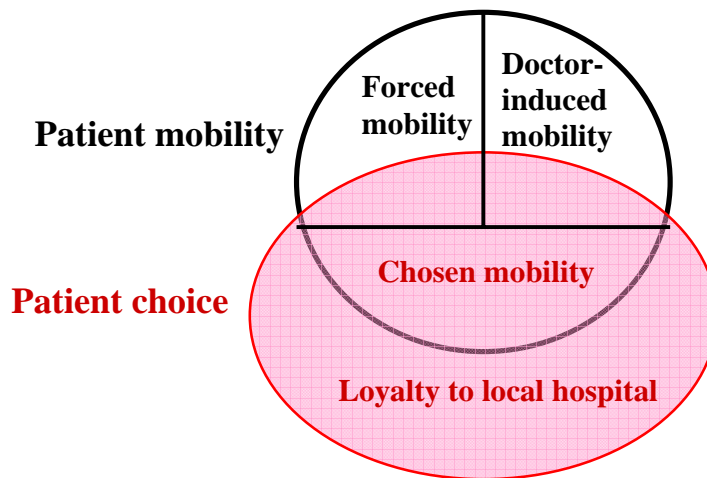 Forced
mobility
Doctor-
induced
mobility
Patient mobility
Chosen mobility
Patient choice
Loyalty to local hospital